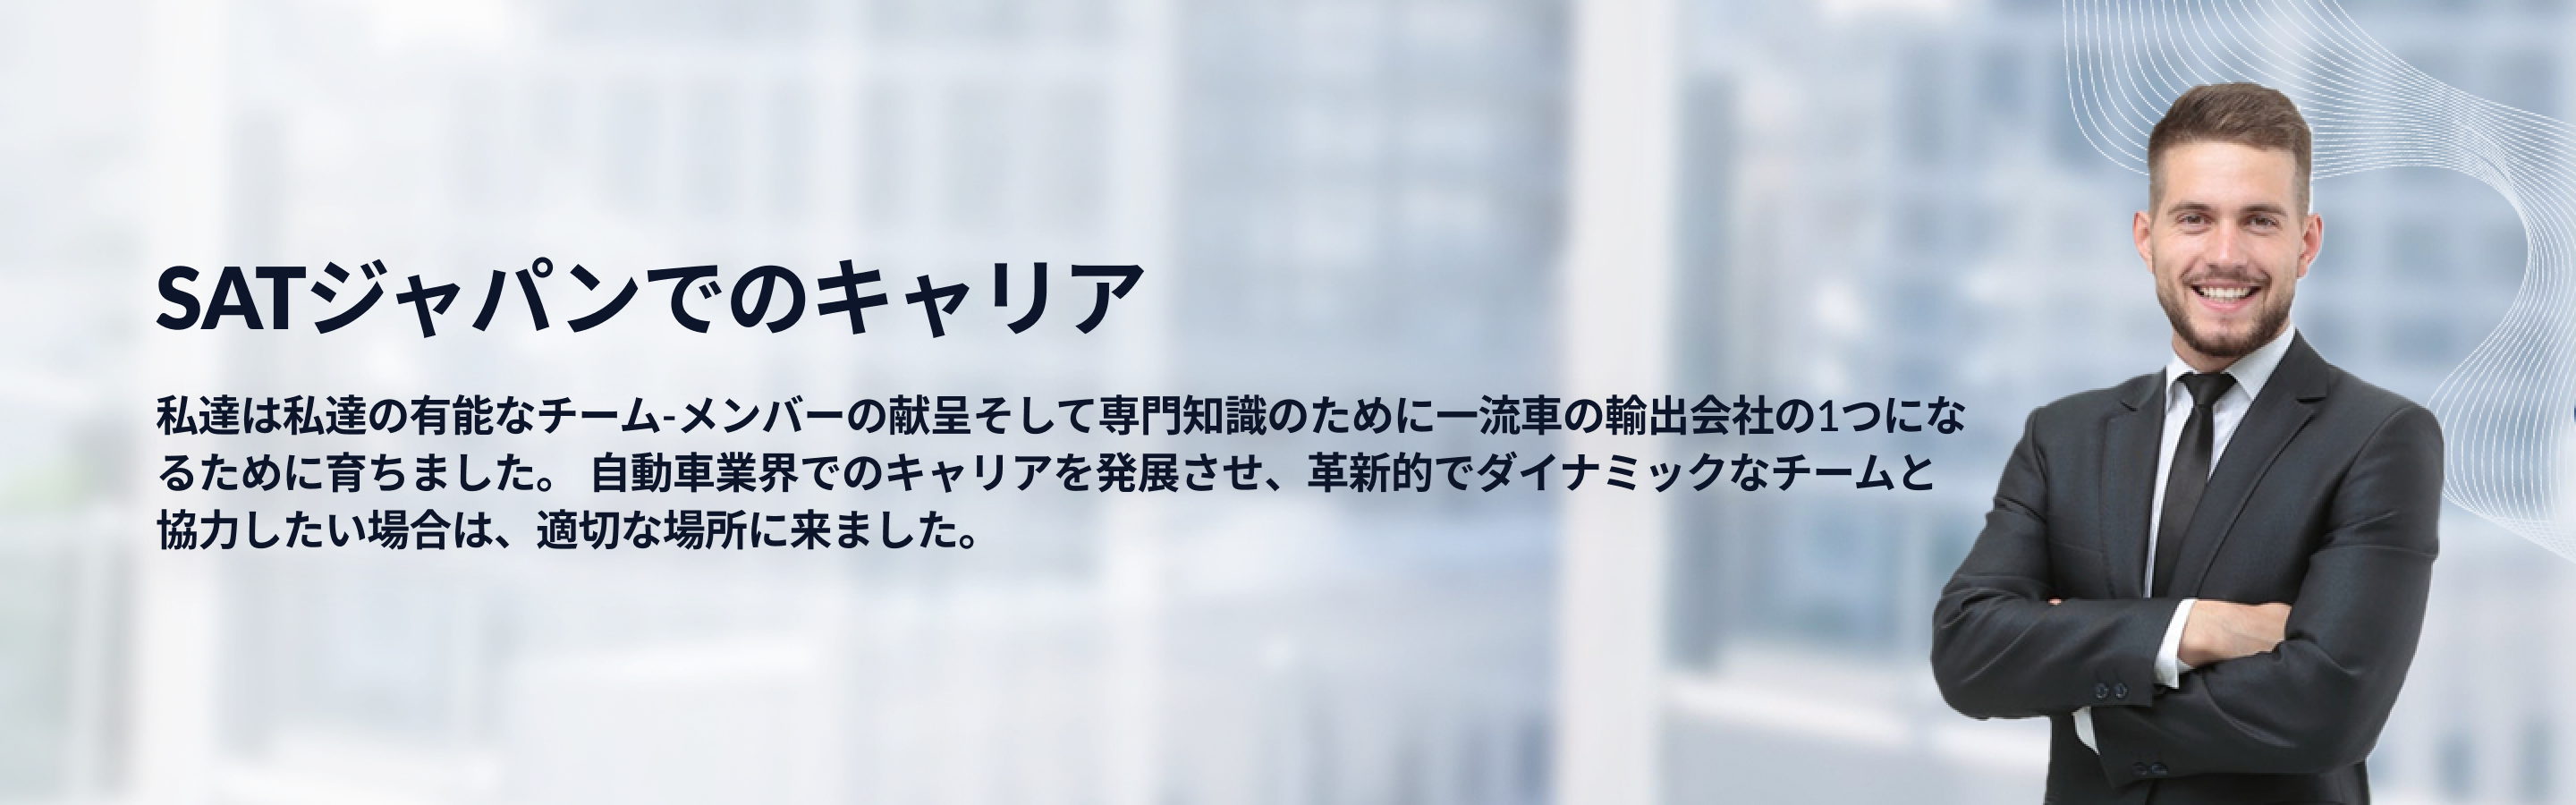 SATジャパンでのキャリア
私達は私達の有能なチーム-メンバーの献呈そして専門知識のために一流車の輸出会社の1つにな
るために育ちました。 自動車業界でのキャリアを発展させ、革新的でダイナミックなチームと
協力したい場合は、適切な場所に来ました。